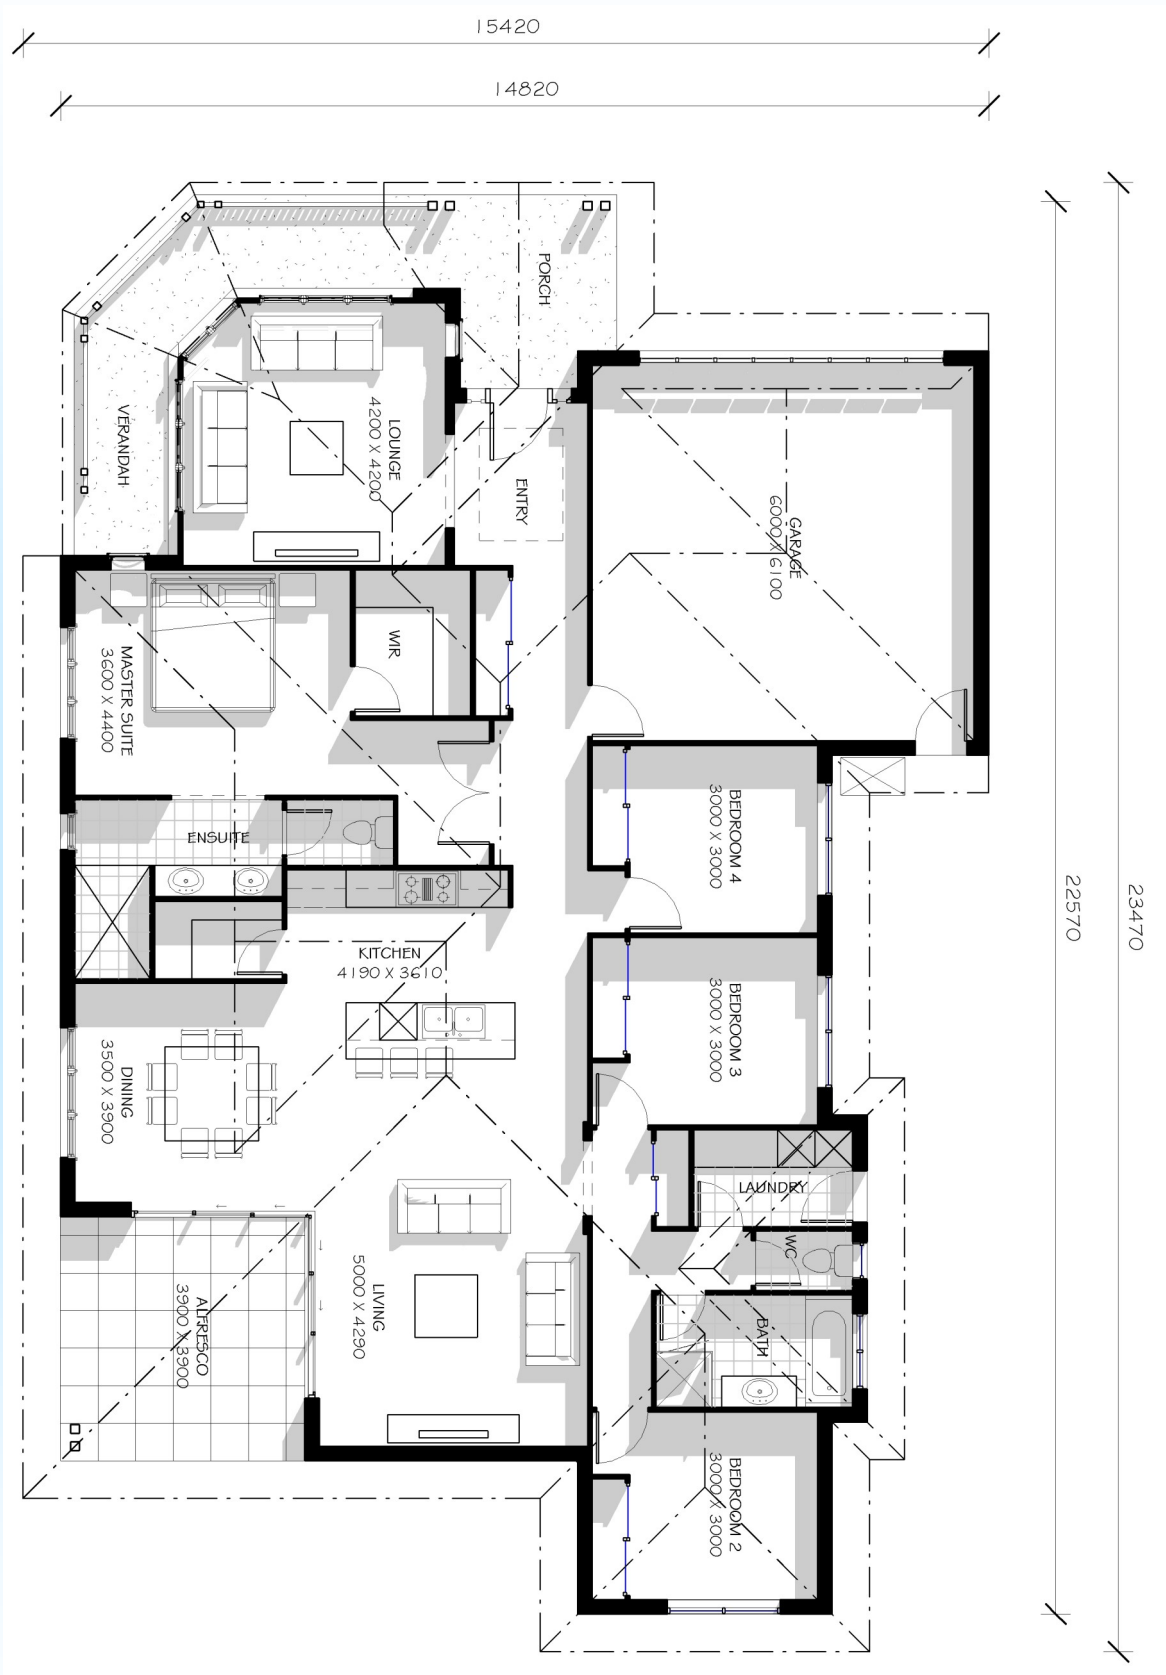 15420
14820
PORCH
VERANDAH
LOUNGE
4200 X 4200
ENTRY
GARAGE
6000 X 6100
WIR
MASTER SUITE
3600 X 4400
ENSUITE
BEDROOM 4
3000 X 3000
22570
23470
KITCHEN
4190 X 3610
BEDROOM 3
3000 X 3000
DINING
3500 X 3900
LAUNDRY
WC
LIVING
5000 X 4290
ALFRESCO
3900 X 3900
BATH
BEDROOM 2
3000 X 3000